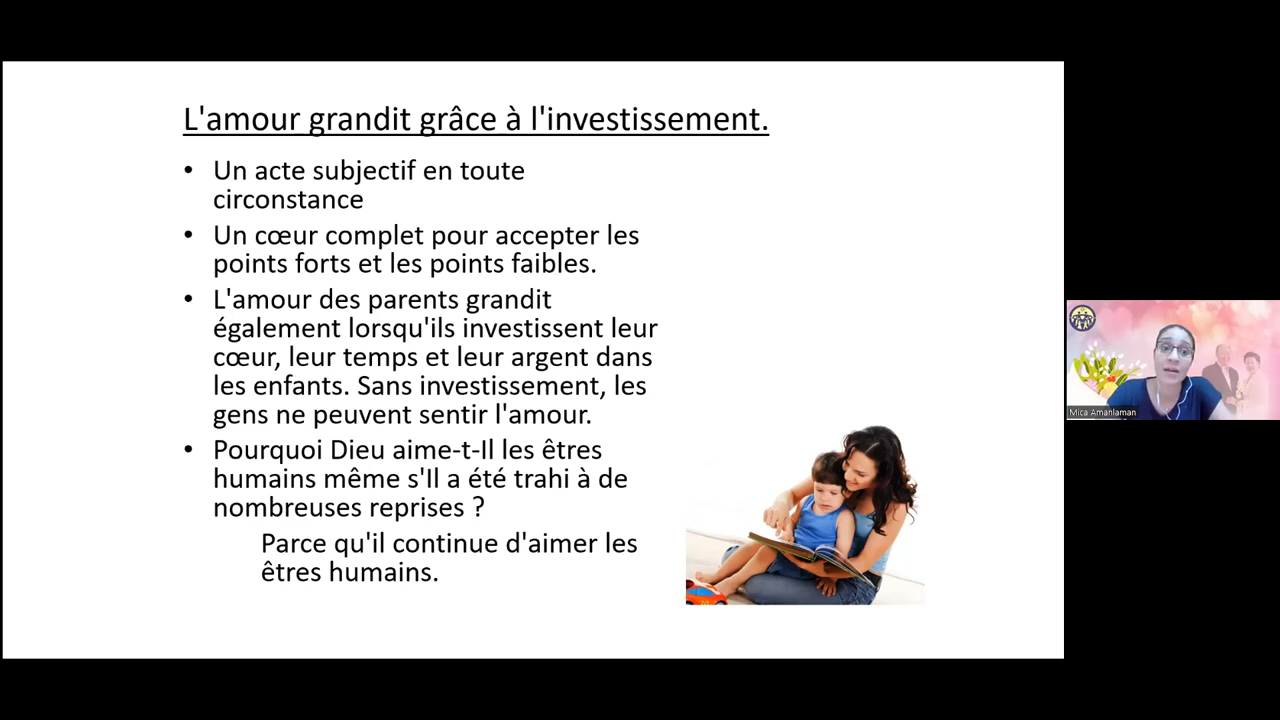 L'amour grandit grâce à l'investissement.
• Un acte subjectif en toute
circonstance
• Un cœur complet pour accepter les
points forts et les points faibles.
• L'amour des parents grandit
également lorsqu'ils investissent leur
cœur, leur temps et leur argent dans
les enfants. Sans investissement, les
gens ne peuvent sentir l'amour.
• Pourquoi Dieu aime-t-Il les êtres
humains même s'Il a été trahi à de
nombreuses reprises ?
Parce qu'il continue d'aimer les
êtres humains.
Mica Amanlaman